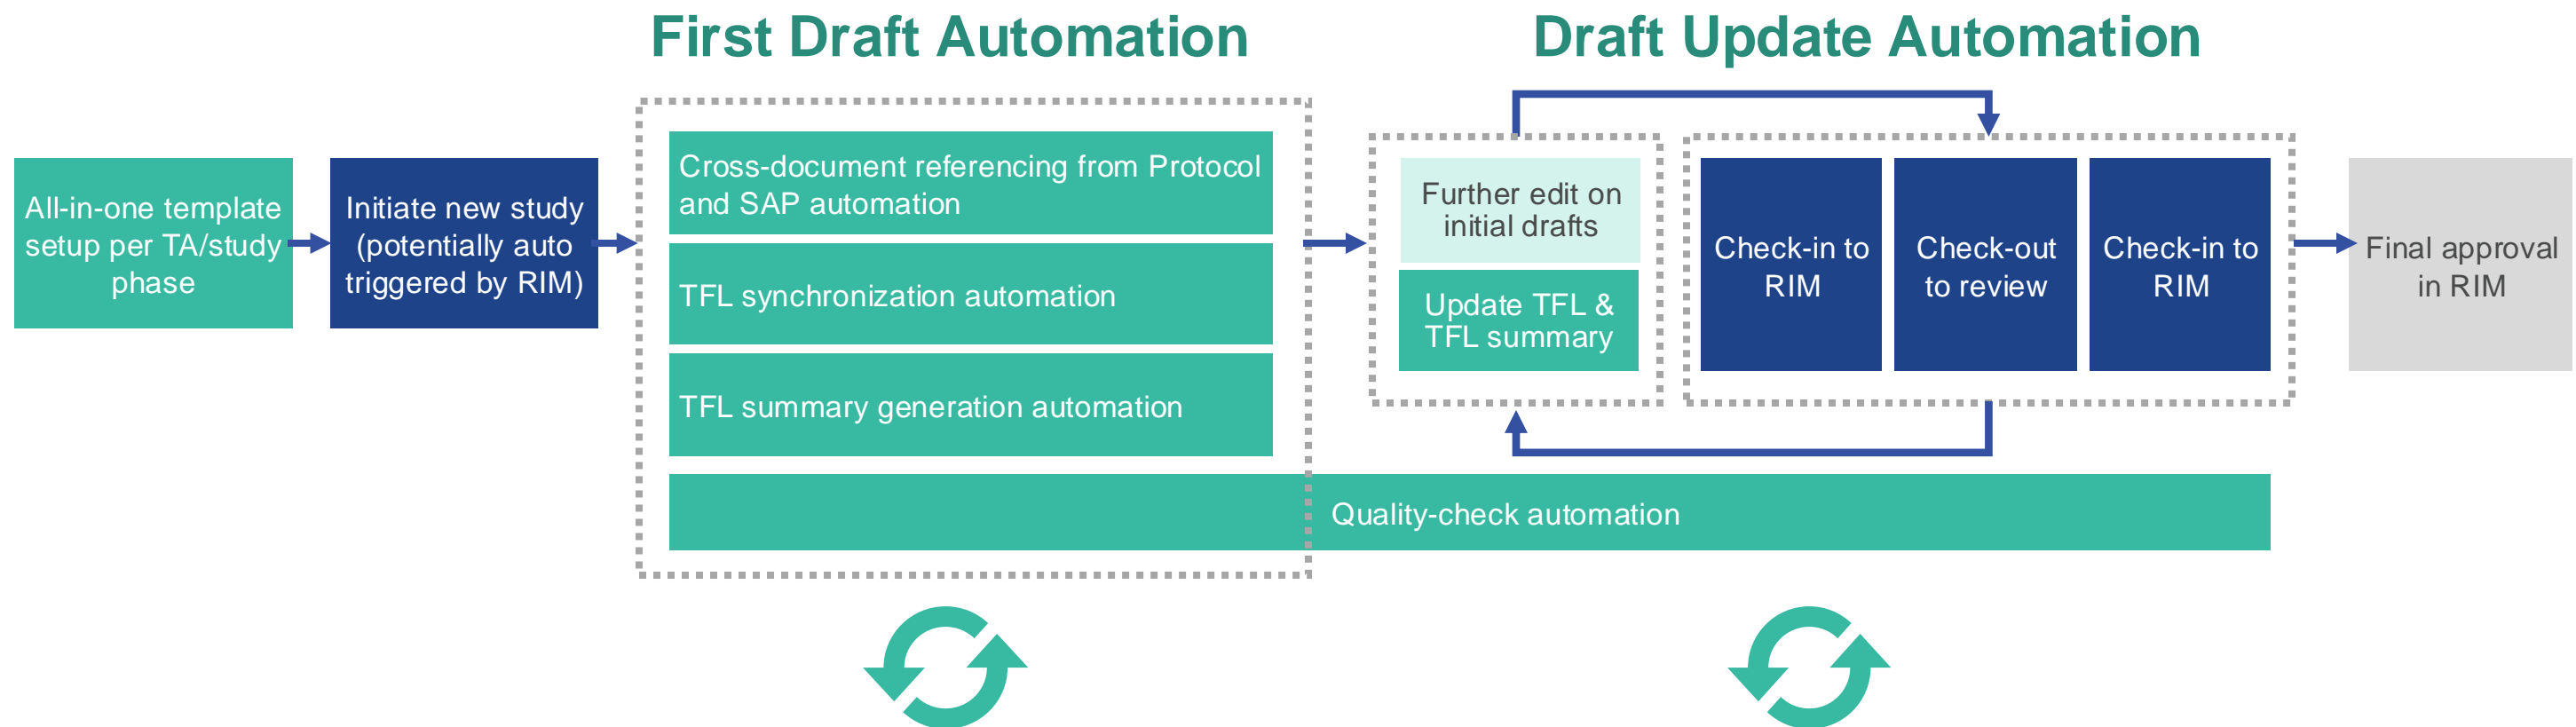 First Draft Automation
Draft Update Automation
All-in-one template
setup per TA/study
phase
Initiate new study
(potentially auto
triggered by RIM)
Cross-document referencing from Protocol
and SAP automation
TFL synchronization automation
TFL summary generation automation
Further edit on
initial drafts
Update TFL &
TFL summary
Check-in to
RIM
Check-out
to review
Check-in to
RIM
Final approval
in RIM
Quality-check automation